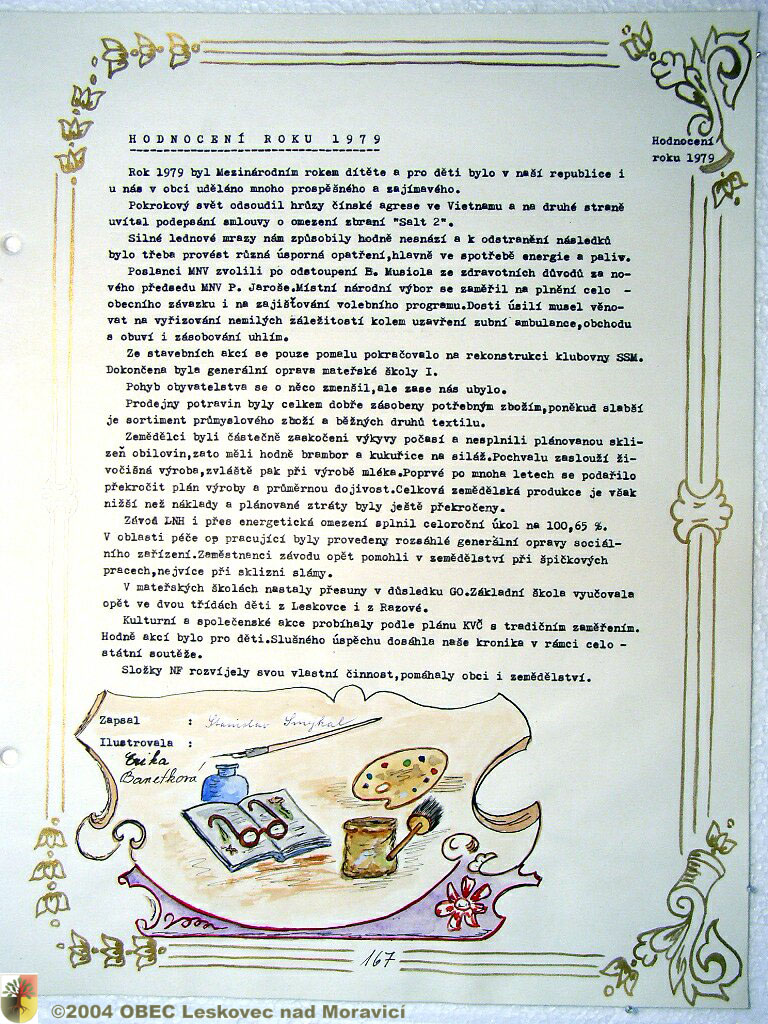 HODNOCENÍ ROKU 1979
Hodnocení
roku 1979
Rok 1979 byl Mezinárodním rokem dítěte a pro děti bylo v naší republice i
u nás v obci uděláno mnoho prospěšného a zajímavého.
Pokrokový svět odsoudil hrůzy čínské agrese ve Vietnamu a na druhé straně
uvítal podepsání smlouvy o omezení zbraní "Salt 2".
Silné lednové mrazy nám způsobily hodně nesnází a k odstranění následků
bylo třeba provést různá úsporná opatření,hlavně ve spotřebě energie a paliv.
Poslanci MNV zvolili po odstoupení B. Musiola ze zdravotních důvodů za no-
vého předsedu MNV P. Jaroše.Místní národní výbor se zaměřil na plnění celo -
obecního závazku i na zajišťování volebního programu.Dosti úsilí musel věno-
vat na vyřizování nemilých záležitostí kolem uzavření zubní ambulance,obchodu
s obuví i zásobování uhlím.
Ze stavebních akcí se pouze pomalu pokračovalo na rekonstrukci klubovny SSM.
Dokončena byla generální oprava mateřské školy I.
Pohyb obyvatelstva se o něco zmenšil,ale zase nás ubylo.
Prodejny potravin byly celkem dobře zásobeny potřebným zbožím,poněkud slabší
je sortiment průmyslového zboží a běžných druhů textilu.
Zemědělci byli částečně zaskočeni výkyvy počasí a nesplnili plánovanou skli-
zeň obilovin,zato měli hodně brambor a kukuřice na siláž.Pochvalu zaslouží ži-
vočišná výroba,zvláště pak při výrobě mléka.Poprvé po mnoha letech se podařilo
překročit plán výroby a průměrnou dojivost.Celková zemědělská produkce je však
nižší než náklady a plánované ztráty byly ještě překročeny.
Závod LNH i přes energetická omezení splnil celoroční úkol na 100,65 %.
V oblasti péče op pracující byly provedeny rozsáhlé generální opravy sociál-
ního zařízení.Zaměstnanci závodu opět pomohli v zemědělství při špičkových
pracech,nejvíce při sklizni slámy.
V mateřských školách nastaly přesuny v důsledku GO.Základní škola vyučovala
opět ve dvou třídách děti z Leskovce i z Razové.
Kulturní a společenské akce probíhaly podle plánu KVČ s tradičním zaměřením.
Hodně akcí bylo pro děti.Slušného úspěchu dosáhla naše kronika v rámci celo -
státní soutěže.
Složky NF rozvíjely svou vlastní činnost,pomáhaly obci i zemědělství.
Zapsal : Stanislav Smýkal
Ilustrovala :
Erika
Banetková
167
©2004 OBEC Leskovec nad Moravicí